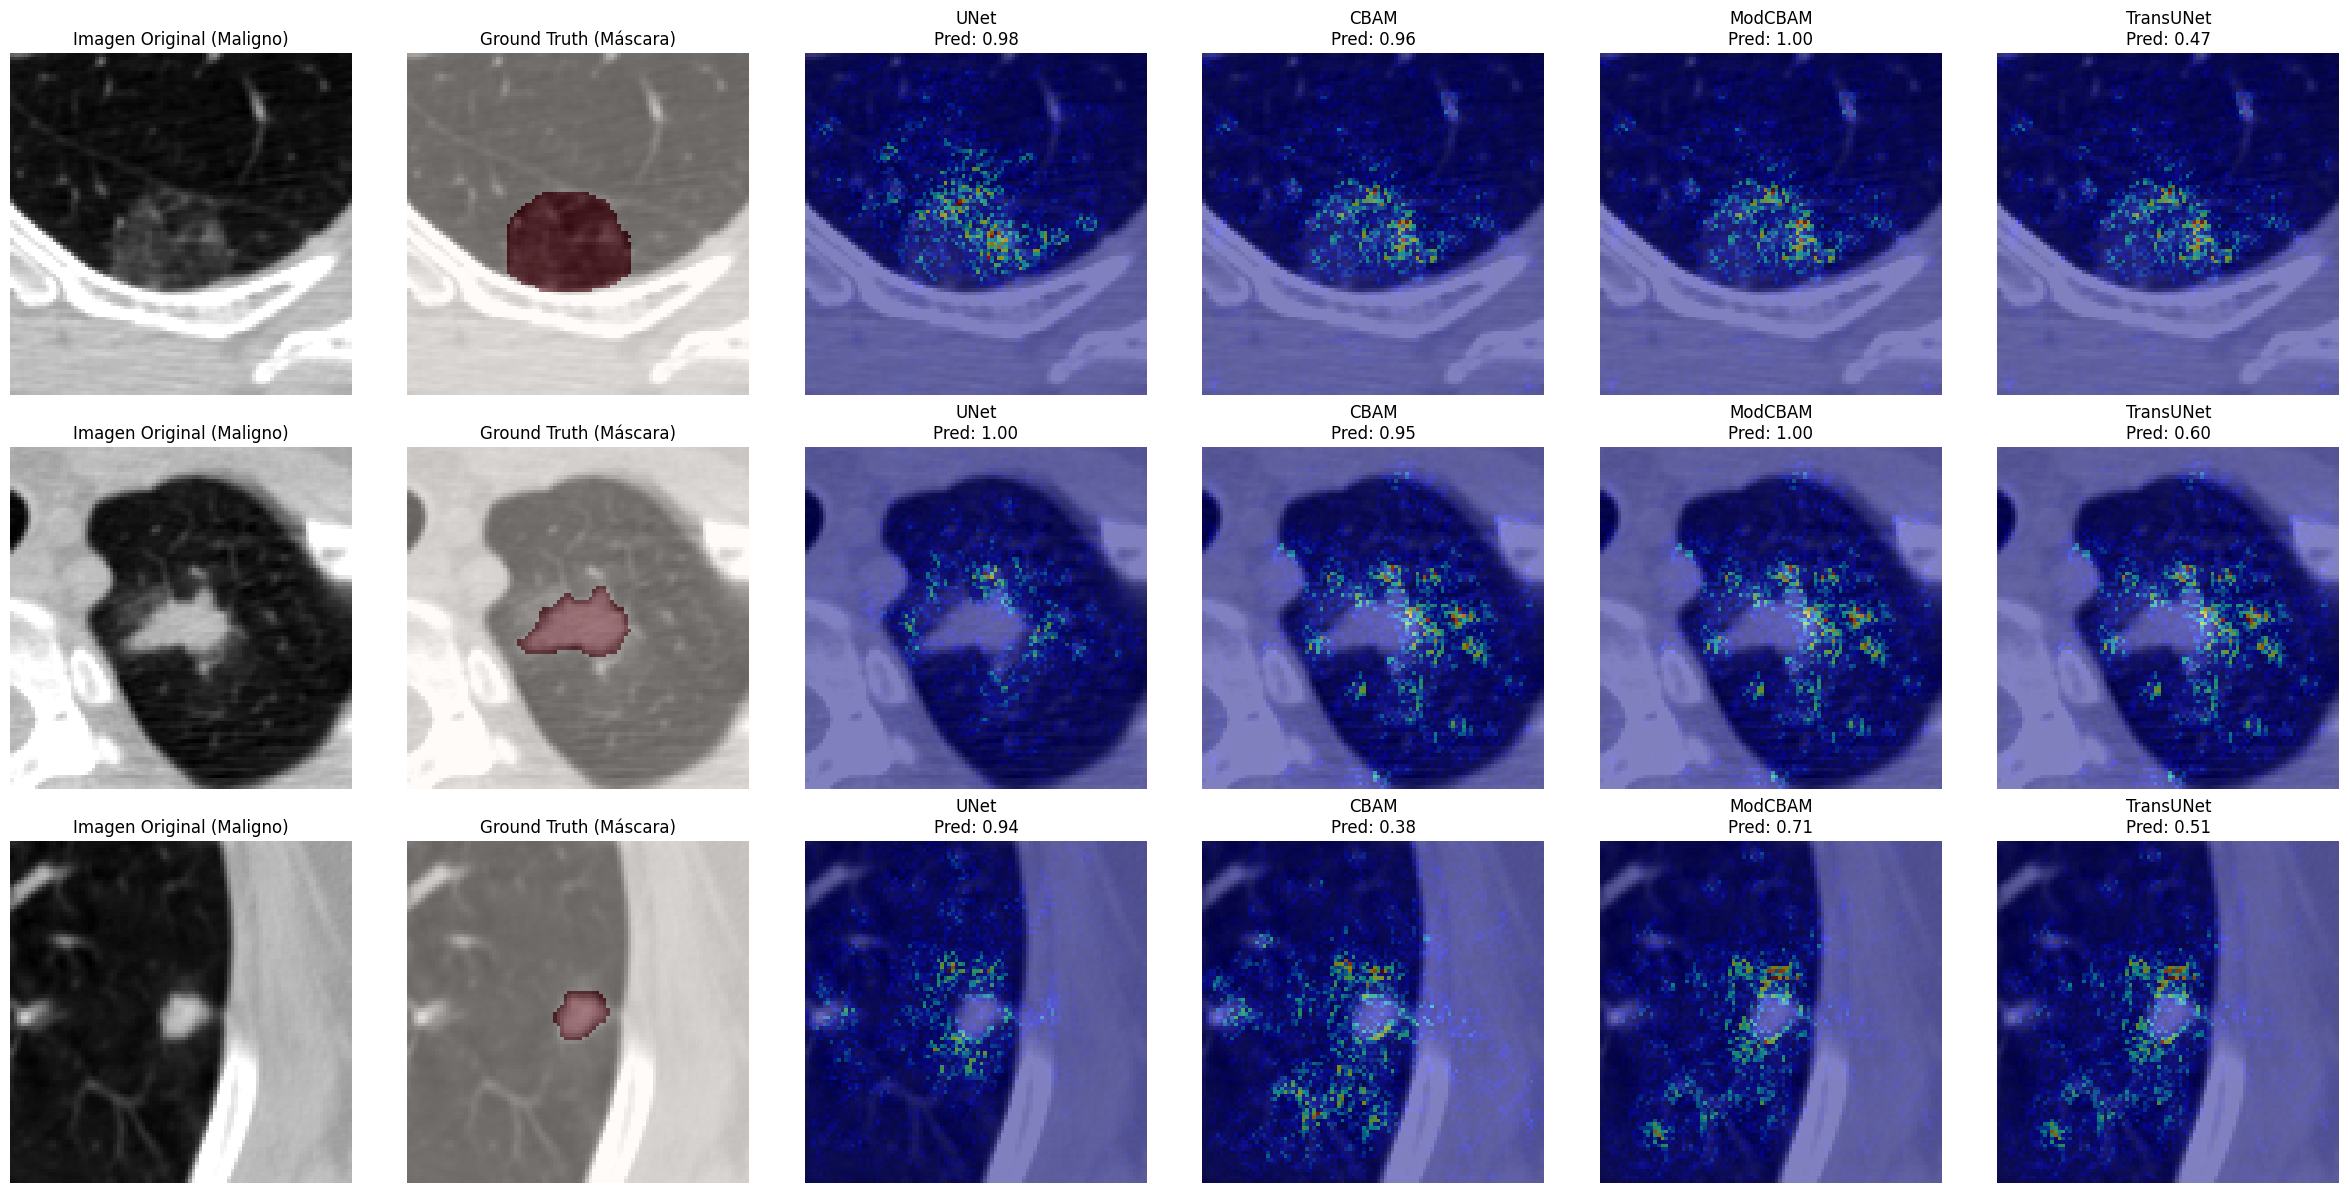 Imagen Original (Maligno)
Ground Truth (Máscara)
UNet
Pred: 0.98
CBAM
Pred: 0.96
ModCBAM
Pred: 1.00
TransUNet
Pred: 0.47
Imagen Original (Maligno)
Ground Truth (Máscara)
UNet
Pred: 1.00
CBAM
Pred: 0.95
ModCBAM
Pred: 1.00
TransUNet
Pred: 0.60
Imagen Original (Maligno)
Ground Truth (Máscara)
UNet
Pred: 0.94
CBAM
Pred: 0.38
ModCBAM
Pred: 0.71
TransUNet
Pred: 0.51